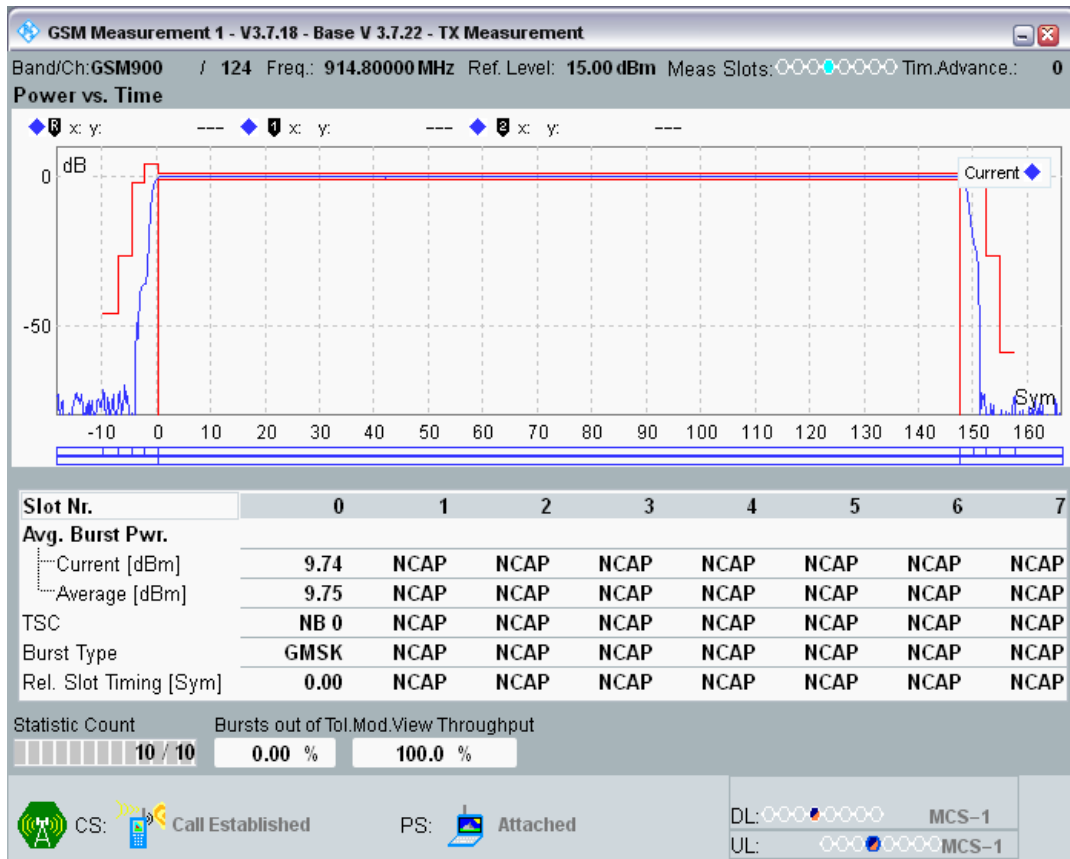 GSM Measurement 1 - V3.7.18 - Base V 3.7.22 - TX Measurement
Band/Ch:GSM900 / 124 Freq.: 914.80000 MHz Ref. Level: 15.00 dBm Meas Slots: Tim.Advance.: 0
Power vs. Time
R x: y: --- 1 x: y: --- 2 x: y: ---
dB
Current
0
-50
Sym
-10 0 10 20 30 40 50 60 70 80 90 100 110 120 130 140 150 160
Slot Nr. 0 1 2 3 4 5 6 7
Avg. Burst Pwr.
Current [dBm] 9.74 NCAP NCAP NCAP NCAP NCAP NCAP NCAP
Average [dBm] 9.75 NCAP NCAP NCAP NCAP NCAP NCAP NCAP
TSC NB 0 NCAP NCAP NCAP NCAP NCAP NCAP NCAP
Burst Type GMSK NCAP NCAP NCAP NCAP NCAP NCAP NCAP
Rel. Slot Timing [Sym] 0.00 NCAP NCAP NCAP NCAP NCAP NCAP NCAP
Statistic Count Bursts out of Tol.Mod.View Throughput
10 / 10 0.00 % 100.0 %
CS: Call Established PS: Attached
DL: MCS-1
UL: MCS-1